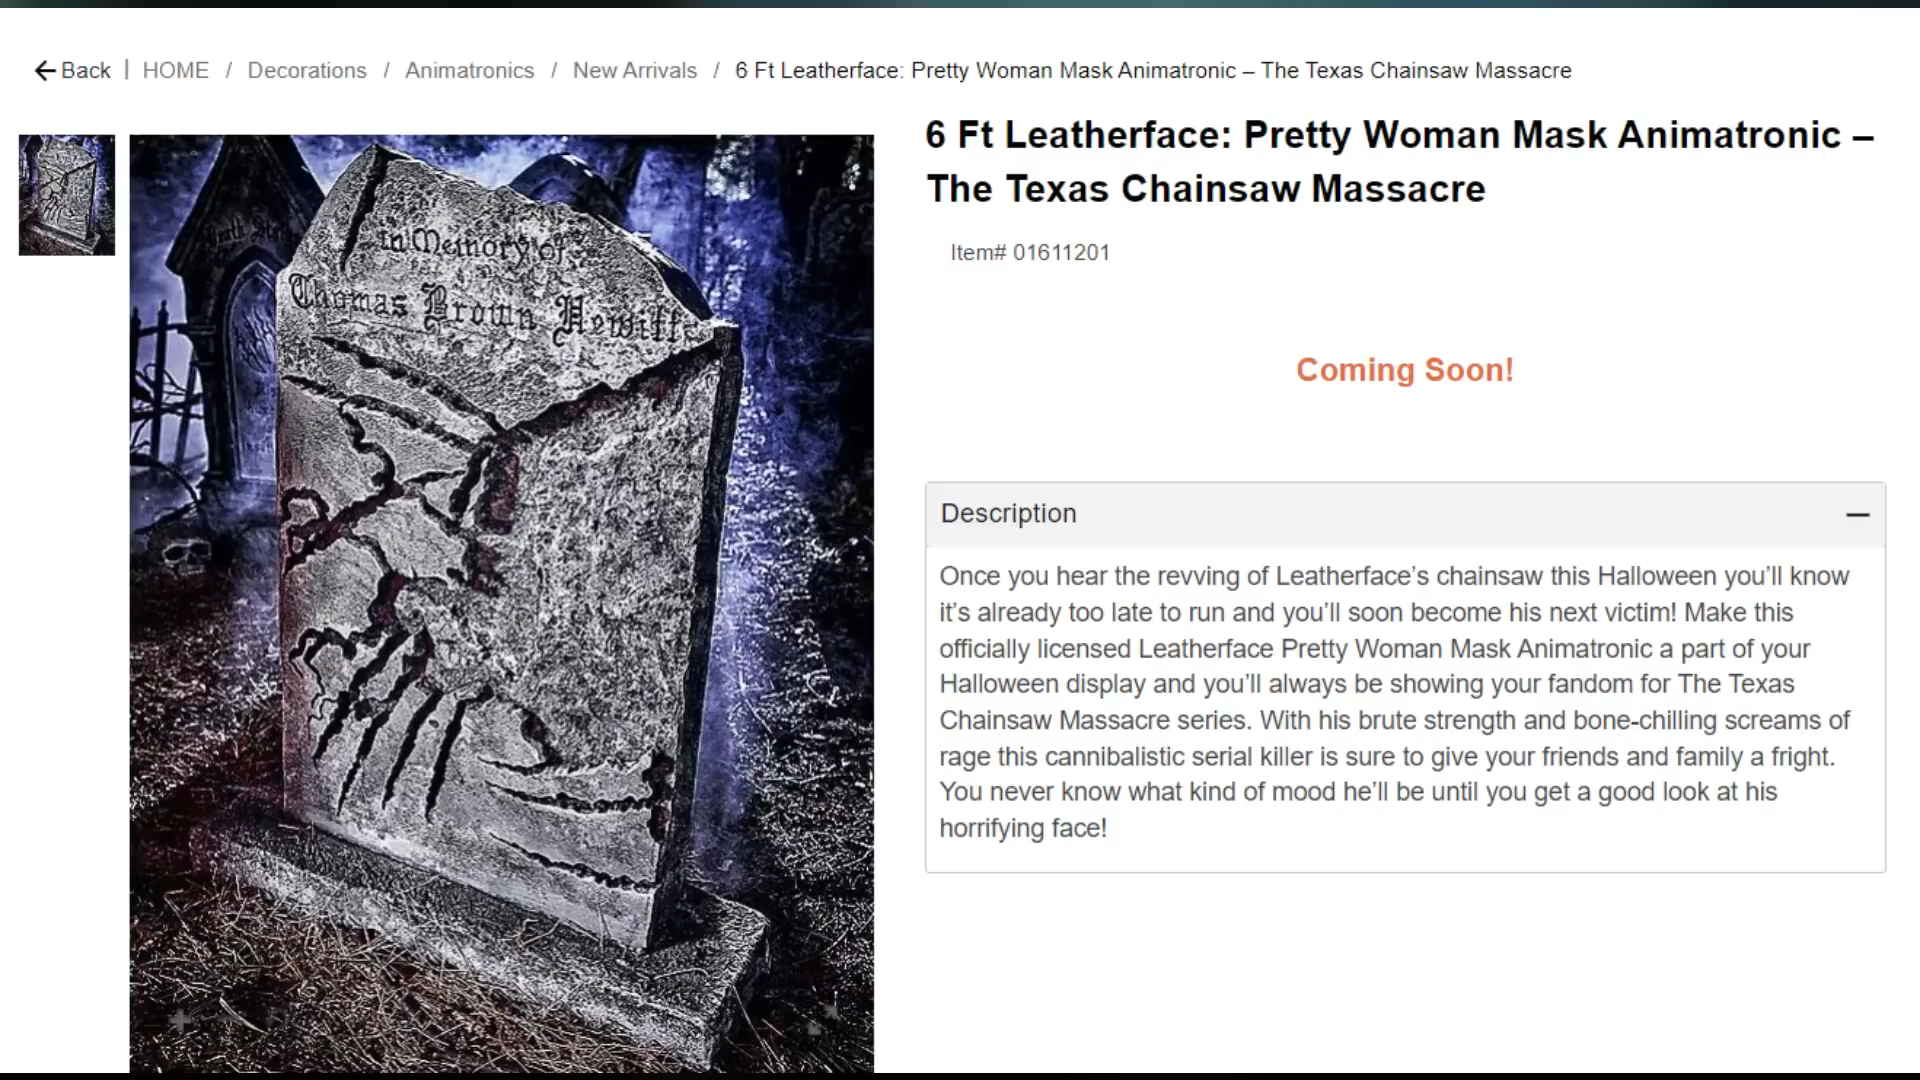 Back | HOME / Decorations / Animatronics / New Arrivals / 6 Ft Leatherface: Pretty Woman Mask Animatronic – The Texas Chainsaw Massacre
In Memory of
Thomas Brown Hewitt
6 Ft Leatherface: Pretty Woman Mask Animatronic –
The Texas Chainsaw Massacre
Item# 01611201
Coming Soon!
Description
Once you hear the revving of Leatherface’s chainsaw this Halloween you’ll know
it’s already too late to run and you’ll soon become his next victim! Make this
officially licensed Leatherface Pretty Woman Mask Animatronic a part of your
Halloween display and you’ll always be showing your fandom for The Texas
Chainsaw Massacre series. With his brute strength and bone-chilling screams of
rage this cannibalistic serial killer is sure to give your friends and family a fright.
You never know what kind of mood he’ll be until you get a good look at his
horrifying face!